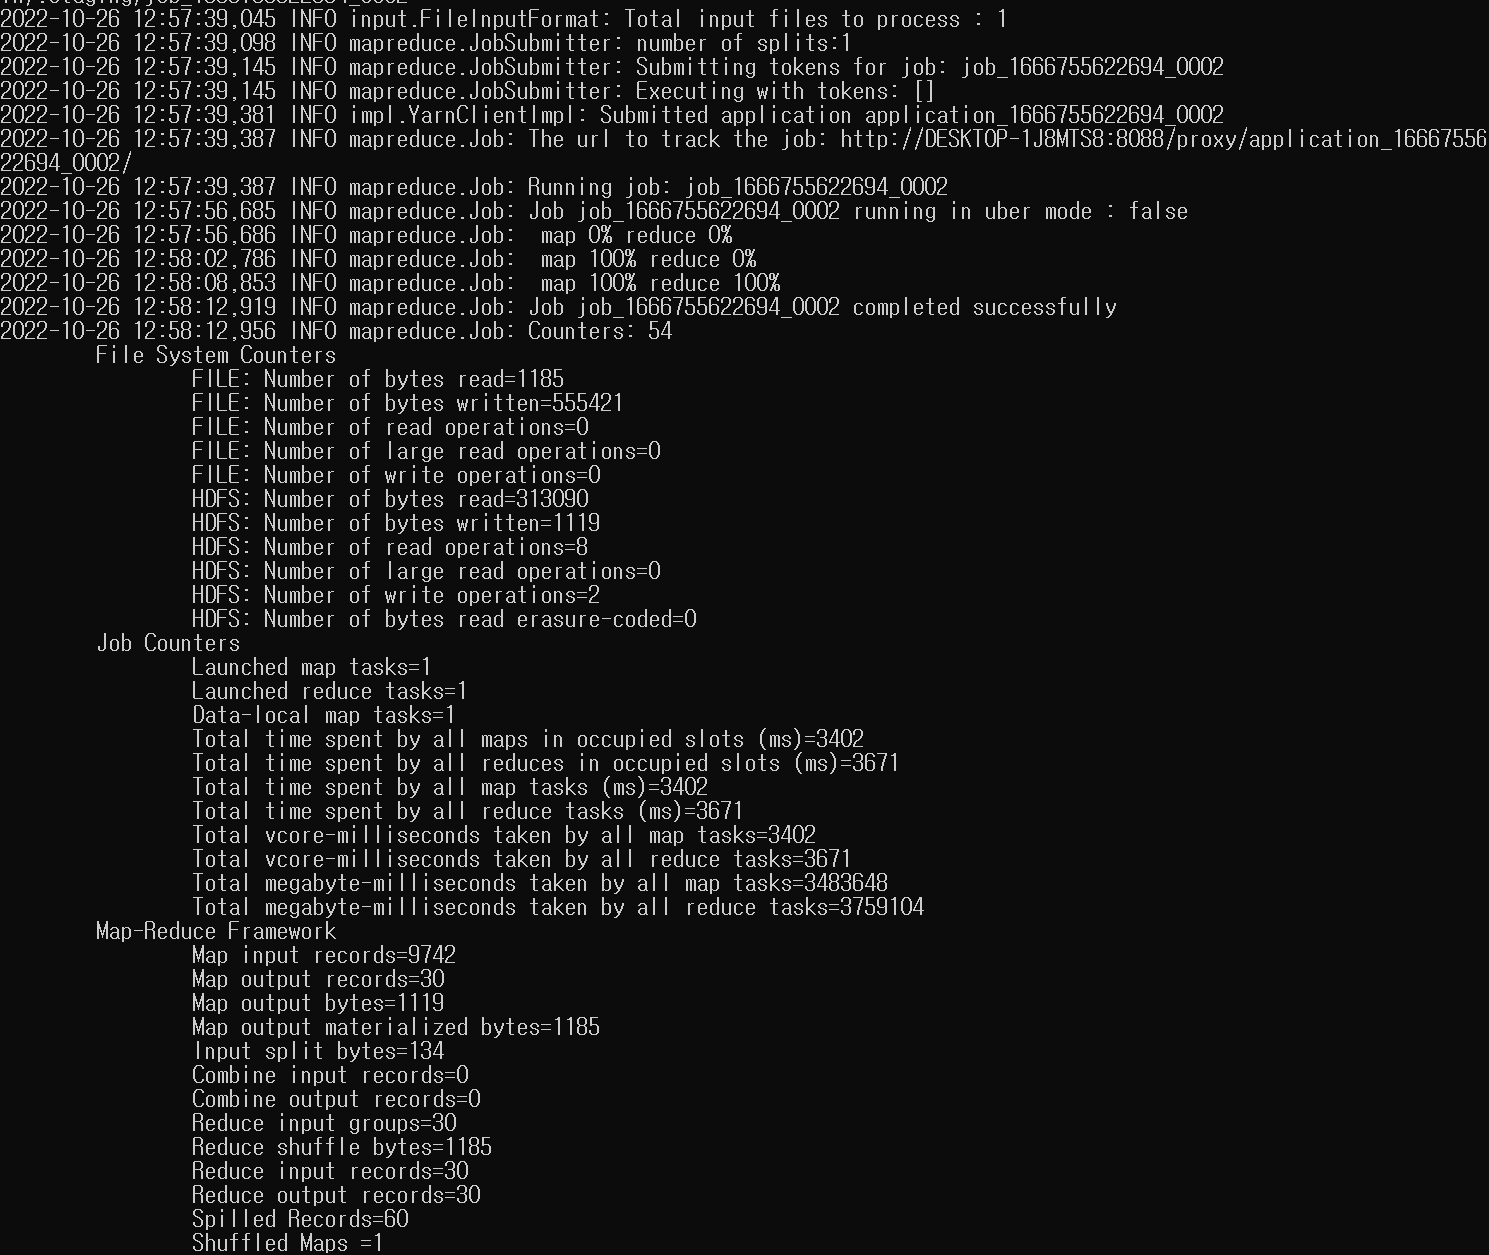 2022-10-26 12:57:39,045 INFO input.FileInputFormat: Total input files to process : 1
2022-10-26 12:57:39,098 INFO mapreduce.JobSubmitter: number of splits:1
2022-10-26 12:57:39,145 INFO mapreduce.JobSubmitter: Submitting tokens for job: job_1666755622694_0002
2022-10-26 12:57:39,145 INFO mapreduce.JobSubmitter: Executing with tokens: []
2022-10-26 12:57:39,381 INFO impl.YarnClientImpl: Submitted application application_1666755622694_0002
2022-10-26 12:57:39,387 INFO mapreduce.Job: The url to track the job: http://DESKTOP-1J8MTS8:8088/proxy/application_16667556
22694_0002/
2022-10-26 12:57:39,387 INFO mapreduce.Job: Running job: job_1666755622694_0002
2022-10-26 12:57:56,685 INFO mapreduce.Job: Job job_1666755622694_0002 running in uber mode : false
2022-10-26 12:57:56,686 INFO mapreduce.Job:  map 0% reduce 0%
2022-10-26 12:58:02,786 INFO mapreduce.Job:  map 100% reduce 0%
2022-10-26 12:58:08,853 INFO mapreduce.Job:  map 100% reduce 100%
2022-10-26 12:58:12,919 INFO mapreduce.Job: Job job_1666755622694_0002 completed successfully
2022-10-26 12:58:12,956 INFO mapreduce.Job: Counters: 54
File System Counters
FILE: Number of bytes read=1185
FILE: Number of bytes written=555421
FILE: Number of read operations=0
FILE: Number of large read operations=0
FILE: Number of write operations=0
HDFS: Number of bytes read=313090
HDFS: Number of bytes written=1119
HDFS: Number of read operations=8
HDFS: Number of large read operations=0
HDFS: Number of write operations=2
HDFS: Number of bytes read erasure-coded=0
Job Counters
Launched map tasks=1
Launched reduce tasks=1
Data-local map tasks=1
Total time spent by all maps in occupied slots (ms)=3402
Total time spent by all reduces in occupied slots (ms)=3671
Total time spent by all map tasks (ms)=3402
Total time spent by all reduce tasks (ms)=3671
Total vcore-milliseconds taken by all map tasks=3402
Total vcore-milliseconds taken by all reduce tasks=3671
Total megabyte-milliseconds taken by all map tasks=3483648
Total megabyte-milliseconds taken by all reduce tasks=3759104
Map-Reduce Framework
Map input records=9742
Map output records=30
Map output bytes=1119
Map output materialized bytes=1185
Input split bytes=134
Combine input records=0
Combine output records=0
Reduce input groups=30
Reduce shuffle bytes=1185
Reduce input records=30
Reduce output records=30
Spilled Records=60
Shuffled Maps =1